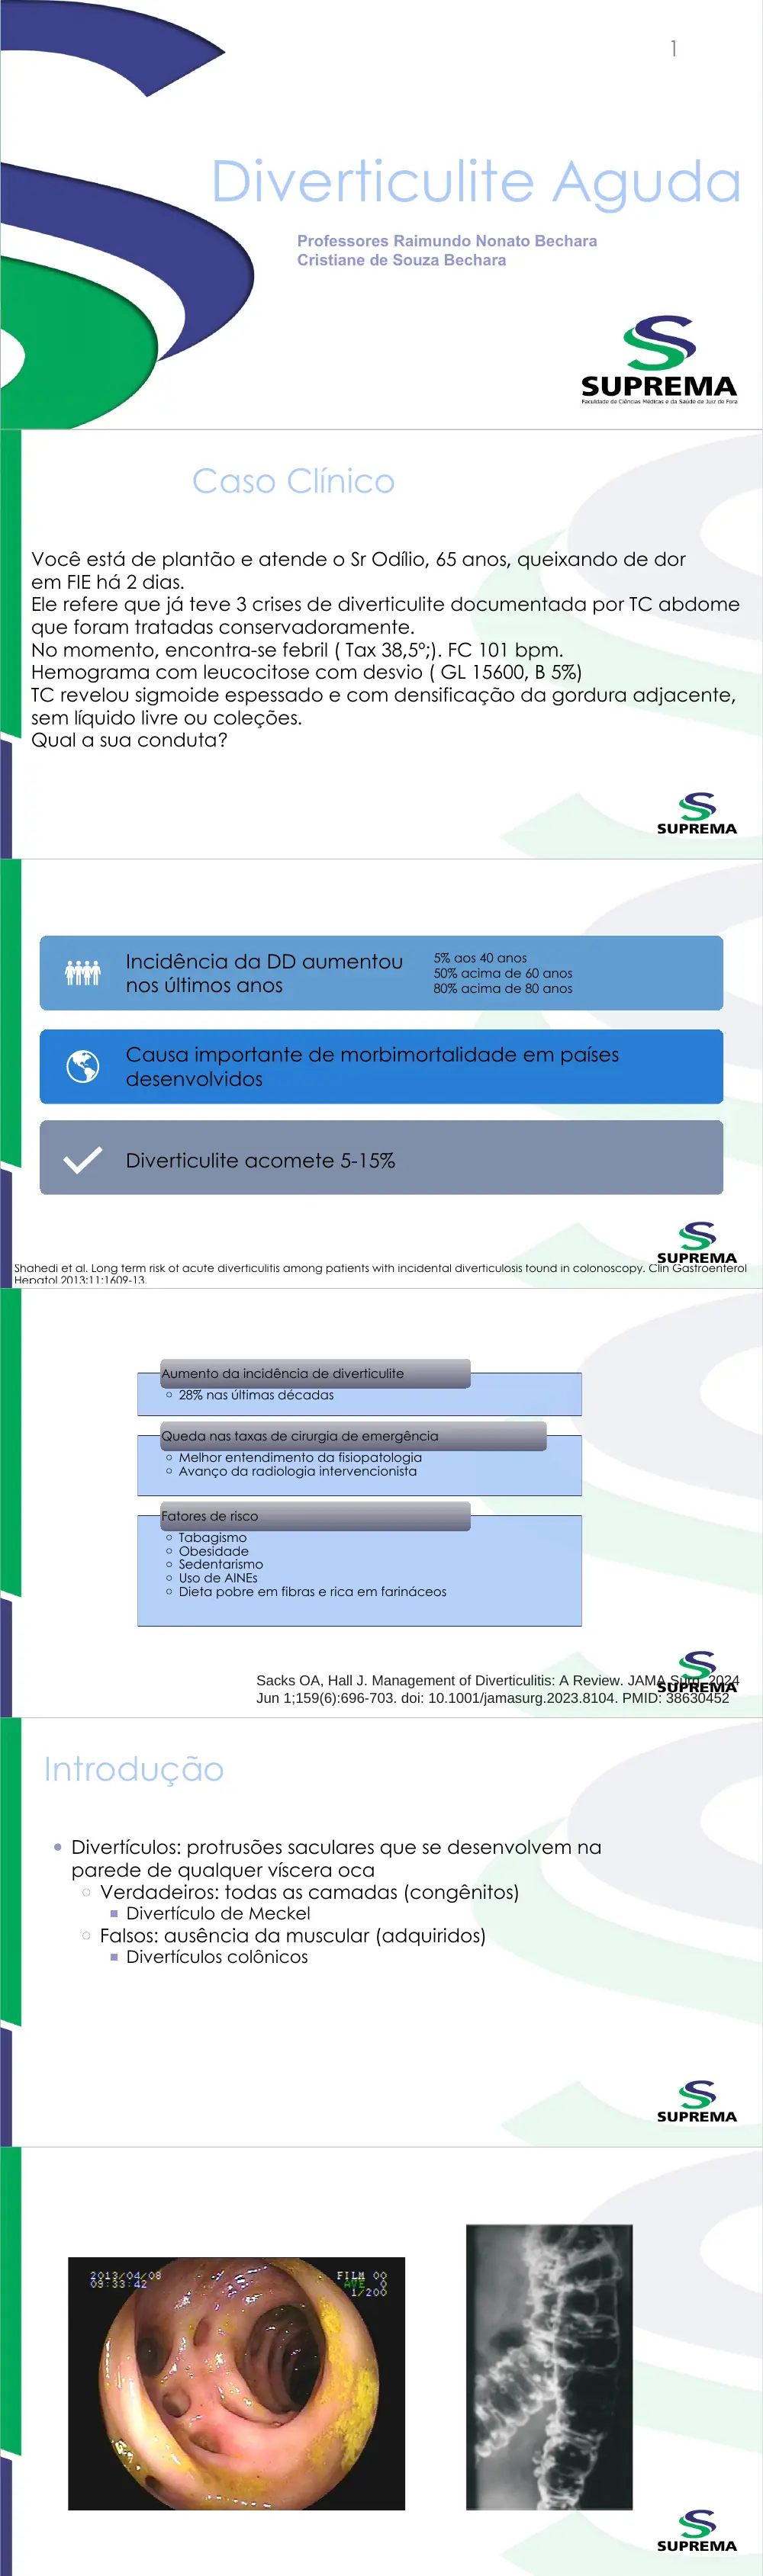 1
Diverticulite Aguda
Professores Raimundo Nonato Bechara
Cristiane de Souza Bechara
SUPREMA
Faculdade de Ciências Médicas e da Saúde de Juiz de Fora
Caso Clínico
Você está de plantão e atende o Sr Odílio, 65 anos, queixando de dor
em FIE há 2 dias.
Ele refere que já teve 3 crises de diverticulite documentada por TC abdome
que foram tratadas conservadoramente.
No momento, encontra-se febril ( Tax 38,5º;). FC 101 bpm.
Hemograma com leucocitose com desvio ( GL 15600, B 5%)
TC revelou sigmoide espessado e com densificação da gordura adjacente,
sem líquido livre ou coleções.
Qual a sua conduta?
SUPREMA
Incidência da DD aumentou
nos últimos anos
5% aos 40 anos
50% acima de 60 anos
80% acima de 80 anos
Causa importante de morbimortalidade em países
desenvolvidos
Diverticulite acomete 5-15%
SUPREMA
Shahedi et al. Long term risk of acute diverticulitis among patients with incidental diverticulosis found in colonoscopy. Clin Gastroenterol
Hepatol 2013;11:1609-13.
Aumento da incidência de diverticulite
28% nas últimas décadas
Queda nas taxas de cirurgia de emergência
Melhor entendimento da fisiopatologia
Avanço da radiologia intervencionista
Fatores de risco
Tabagismo
Obesidade
Sedentarismo
Uso de AINEs
Dieta pobre em fibras e rica em farináceos
SUPREMA
Sacks OA, Hall J. Management of Diverticulitis: A Review. JAMA Surg. 2024
Jun 1;159(6):696-703. doi: 10.1001/jamasurg.2023.8104. PMID: 38630452
Introdução
Divertículos: protrusões saculares que se desenvolvem na
parede de qualquer víscera oca
Verdadeiros: todas as camadas (congênitos)
Divertículo de Meckel
Falsos: ausência da muscular (adquiridos)
Divertículos colônicos
SUPREMA
2013/04/08
09:33:42
FILM 00
AVE 0
1/200
SUPREMA